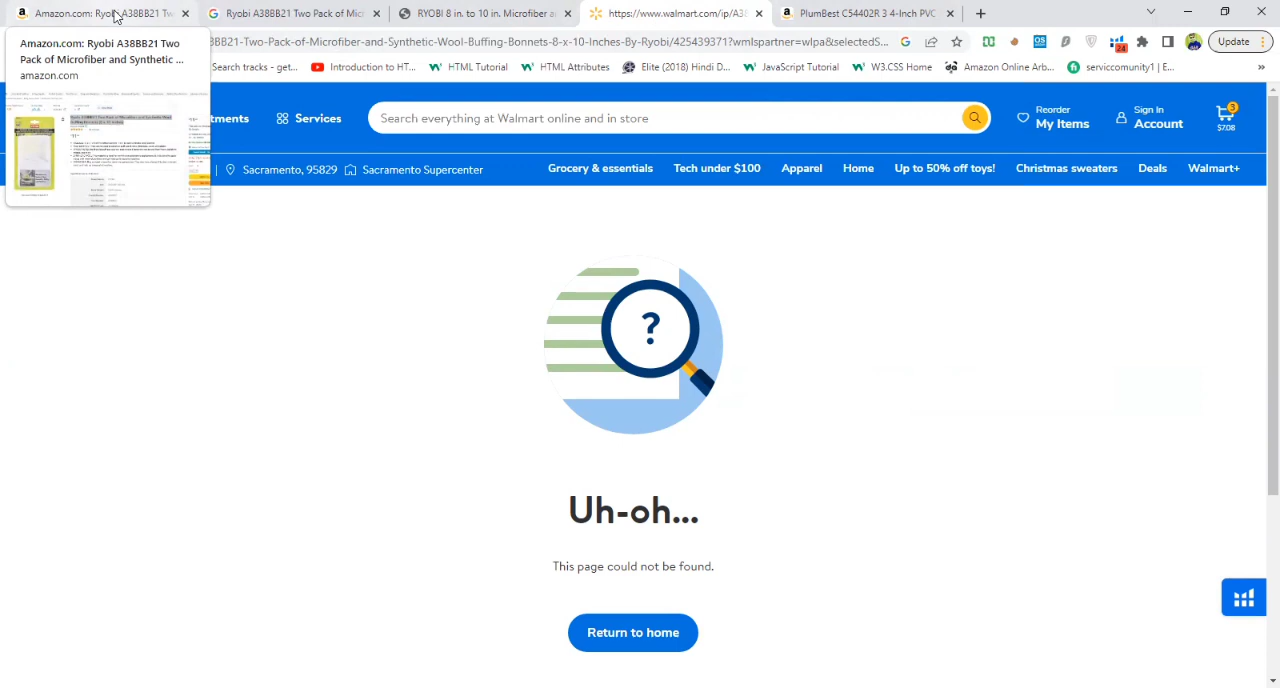 Amazon.com: Ryobi A38BB21 Tw
Ryobi A38BB21 Two Pack of Mic
RYOBI 8 in. to 10 in. Microfiber a
https://www.walmart.com/ip/A38
PlumBest C54402R 3 4-Inch PVC
Amazon.com: Ryobi A38BB21 Two
Pack of Microfiber and Synthetic ...
amazon.com
BB21-Two-Pack-of-Microfiber-and-Synthetic-Wool-Buffing-Bonnets-8-x-10-Inches-By-Ryobi/425439371?wmlspartner=wlpa&selectedS...
24
Update
Search tracks - get...
Introduction to HT...
HTML Tutorial
HTML Attributes
Elite (2018) Hindi D...
JavaScript Tutorial
W3.CSS Home
Amazon Online Arb...
serviccomunity1 | E...
tments
Services
Search everything at Walmart online and in store
Reorder
My Items
Sign In
Account
3
$7.08
Sacramento, 95829
Sacramento Supercenter
Grocery & essentials
Tech under $100
Apparel
Home
Up to 50% off toys!
Christmas sweaters
Deals
Walmart+
?
Uh-oh...
This page could not be found.
Return to home